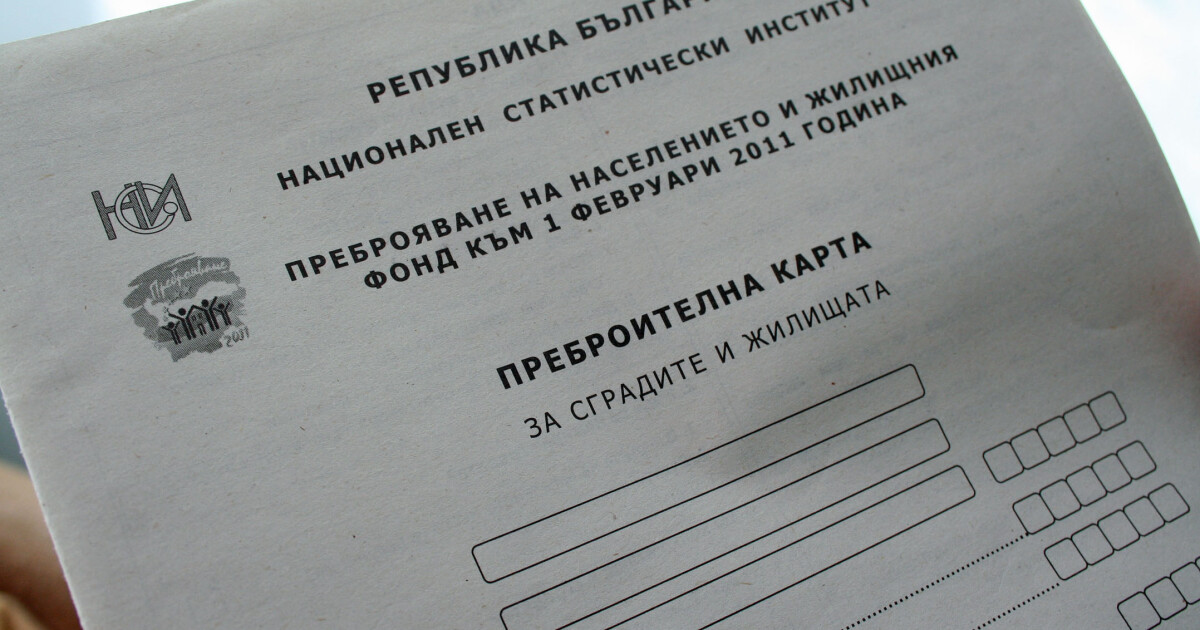 РЕПУБЛИКА БЪЛГАР
НАЦИОНАЛЕН СТАТИСТИЧЕСКИ ИНСТИТУТ
ПРЕБРОЯВАНЕ НА НАСЕЛЕНИЕТО И ЖИЛИЩНИЯ
ФОНД КЪМ 1 ФЕВРУАРИ 2011 ГОДИНА
НСИ
Преброяване
2011
ПРЕБРОИТЕЛНА КАРТА
ЗА СГРАДИТЕ И ЖИЛИЩАТА